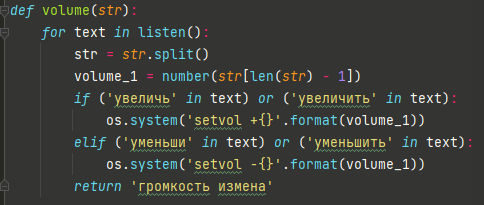 def volume(str):
    for text in listen():
        str = str.split()
        volume_1 = number(str[len(str) - 1])
        if ('увеличь' in text) or ('увеличить' in text):
            os.system('setvol +{}'.format(volume_1))
        elif ('уменьши' in text) or ('уменьшить' in text):
            os.system('setvol -{}'.format(volume_1))
        return 'громкость измена'